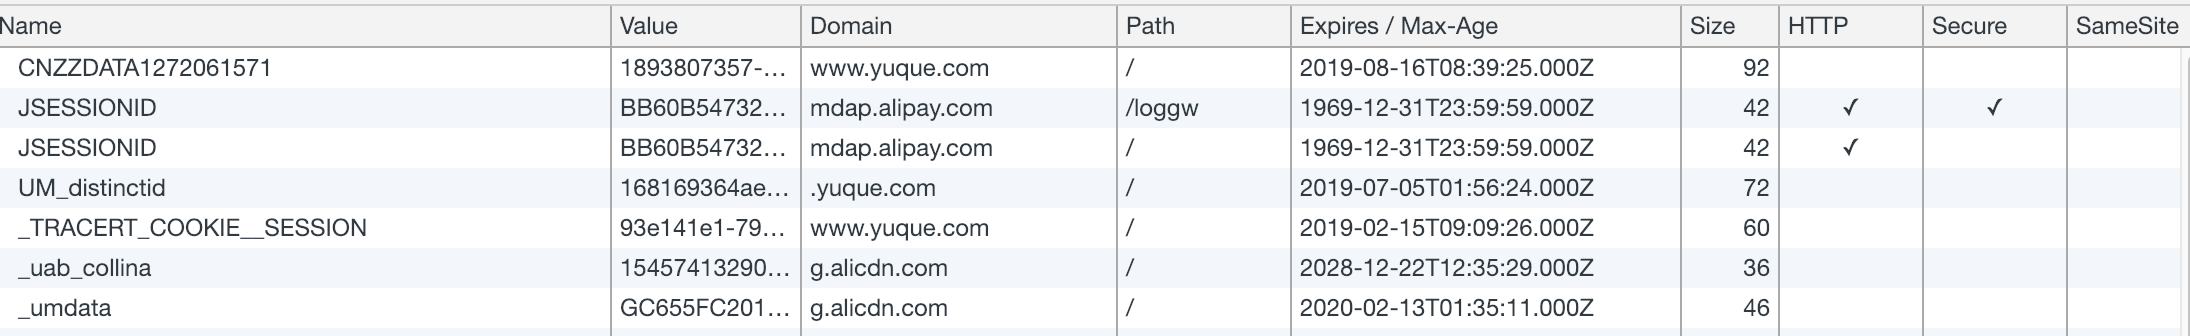 Name Value Domain Path Expires / Max-Age Size HTTP Secure SameSite
CNZZDATA1272061571 1893807357-… www.yuque.com / 2019-08-16T08:39:25.000Z 92
JSESSIONID BB60B54732… mdap.alipay.com /loggw 1969-12-31T23:59:59.000Z 42 ✓ ✓
JSESSIONID BB60B54732… mdap.alipay.com / 1969-12-31T23:59:59.000Z 42 ✓
UM_distinctid 168169364ae… .yuque.com / 2019-07-05T01:56:24.000Z 72
_TRACERT_COOKIE__SESSION 93e141e1-79… www.yuque.com / 2019-02-15T09:09:26.000Z 60
_uab_collina 15457413290… g.alicdn.com / 2028-12-22T12:35:29.000Z 36
_umdata GC655FC201… g.alicdn.com / 2020-02-13T01:35:11.000Z 46